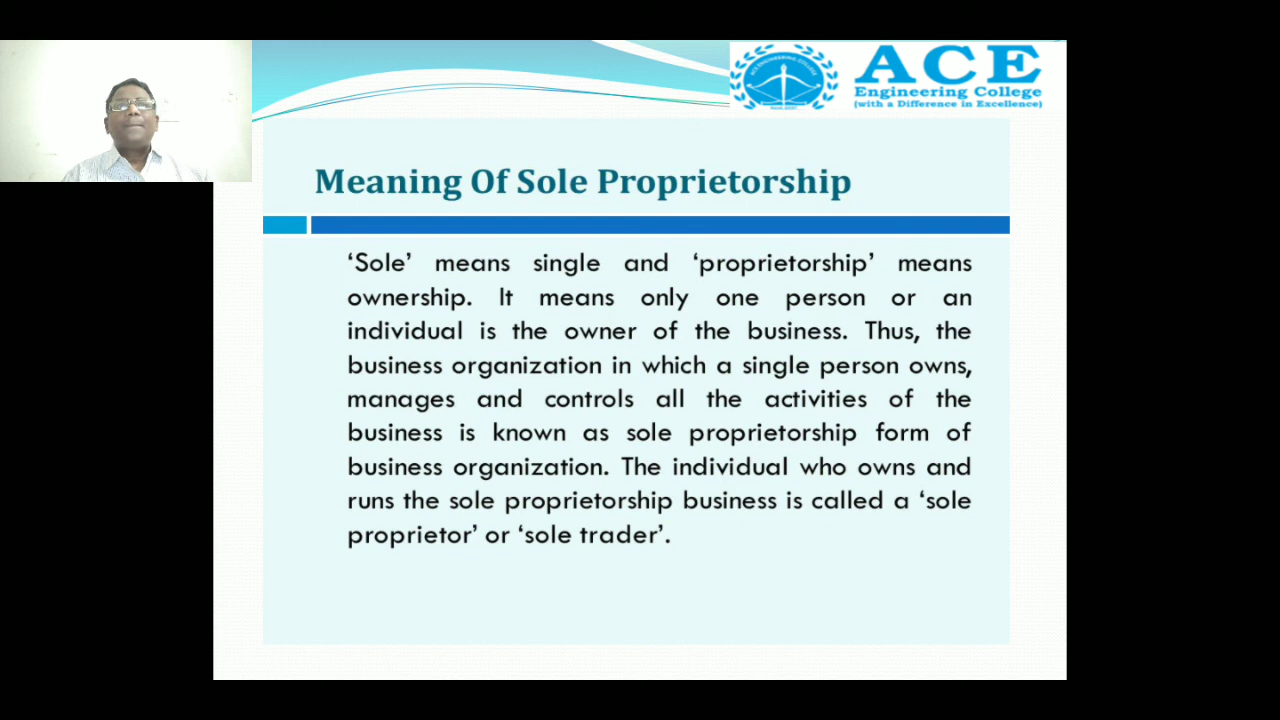 ACE
Engineering College
(with a Difference in Excellence)
Meaning Of Sole Proprietorship
‘Sole’ means single and ‘proprietorship’ means
ownership. It means only one person or an
individual is the owner of the business. Thus, the
business organization in which a single person owns,
manages and controls all the activities of the
business is known as sole proprietorship form of
business organization. The individual who owns and
runs the sole proprietorship business is called a ‘sole
proprietor’ or ‘sole trader’.